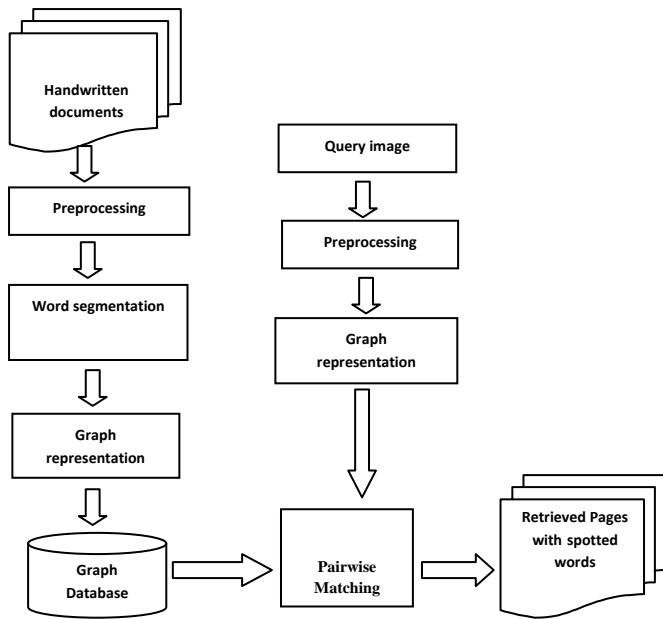 Handwritten
documents
Preprocessing
Word segmentation
Graph
representation
Graph
Database
Query image
Preprocessing
Graph
representation
Pairwise
Matching
Retrieved Pages
with spotted
words